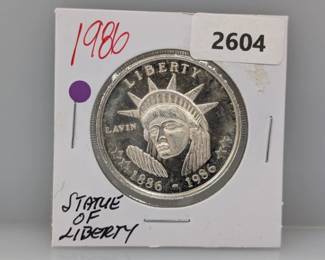 1986
2604
LIBERTY
LAVIN
1886 - 1986
STATUE
OF
LIBERTY